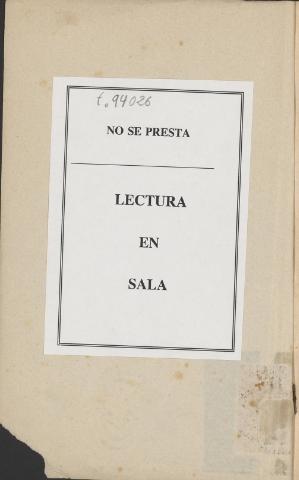 t.94026
NO SE PRESTA
LECTURA
EN
SALA